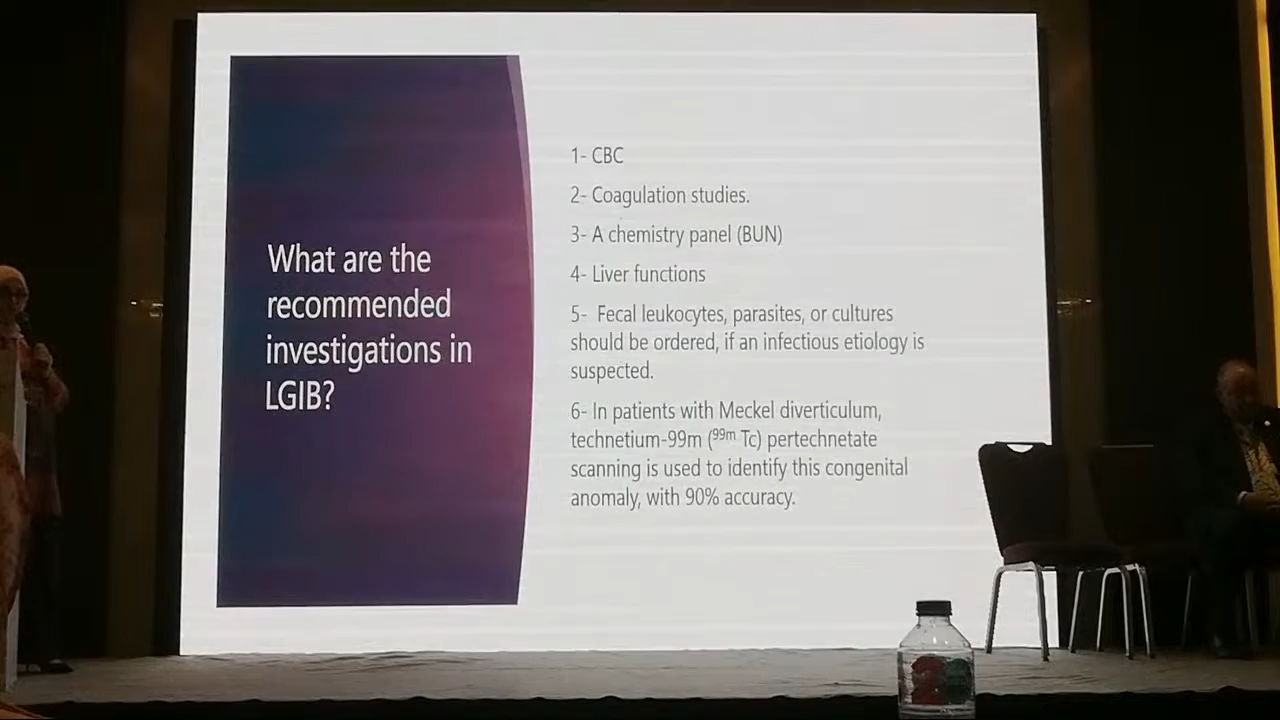 What are the
recommended
investigations in
LGIB?
1- CBC
2- Coagulation studies.
3- A chemistry panel (BUN)
4- Liver functions
5-  Fecal leukocytes, parasites, or cultures
should be ordered, if an infectious etiology is
suspected.
6- In patients with Meckel diverticulum,
technetium-99m (⁹⁹ᵐ Tc) pertechnetate
scanning is used to identify this congenital
anomaly, with 90% accuracy.